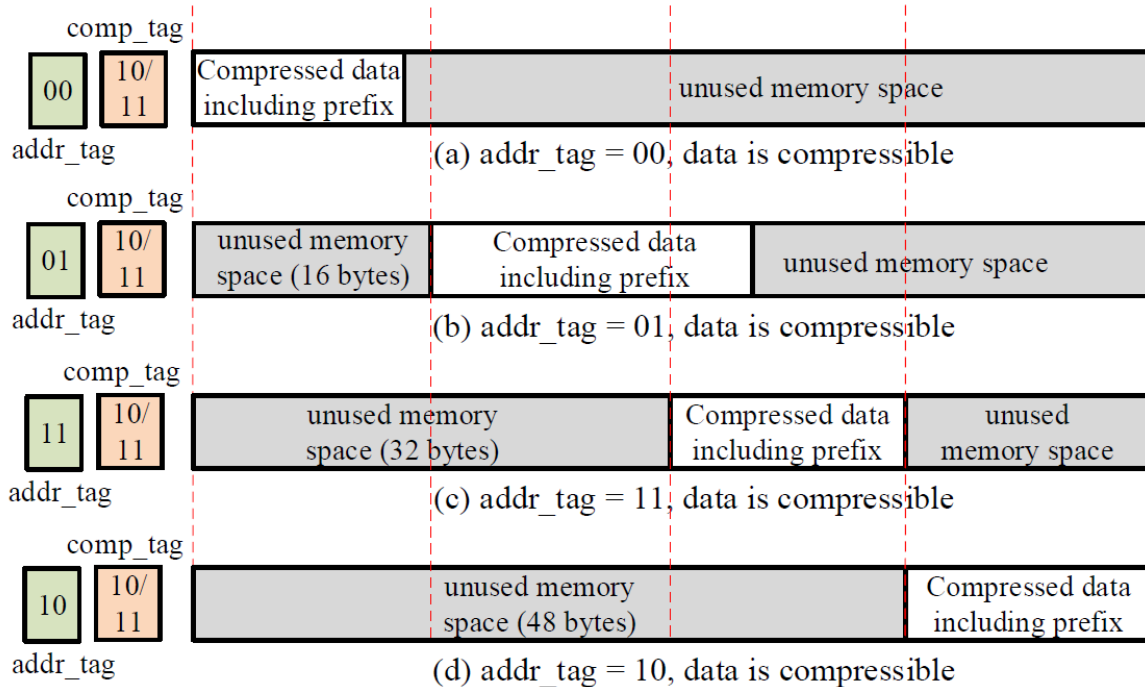 comp_tag
00
10/
11
Compressed data
including prefix
unused memory space
addr_tag
(a) addr_tag = 00, data is compressible
comp_tag
01
10/
11
unused memory
space (16 bytes)
Compressed data
including prefix
unused memory space
addr_tag
(b) addr_tag = 01, data is compressible
comp_tag
11
10/
11
unused memory
space (32 bytes)
Compressed data
including prefix
unused
memory space
addr_tag
(c) addr_tag = 11, data is compressible
comp_tag
10
10/
11
unused memory
space (48 bytes)
Compressed data
including prefix
addr_tag
(d) addr_tag = 10, data is compressible